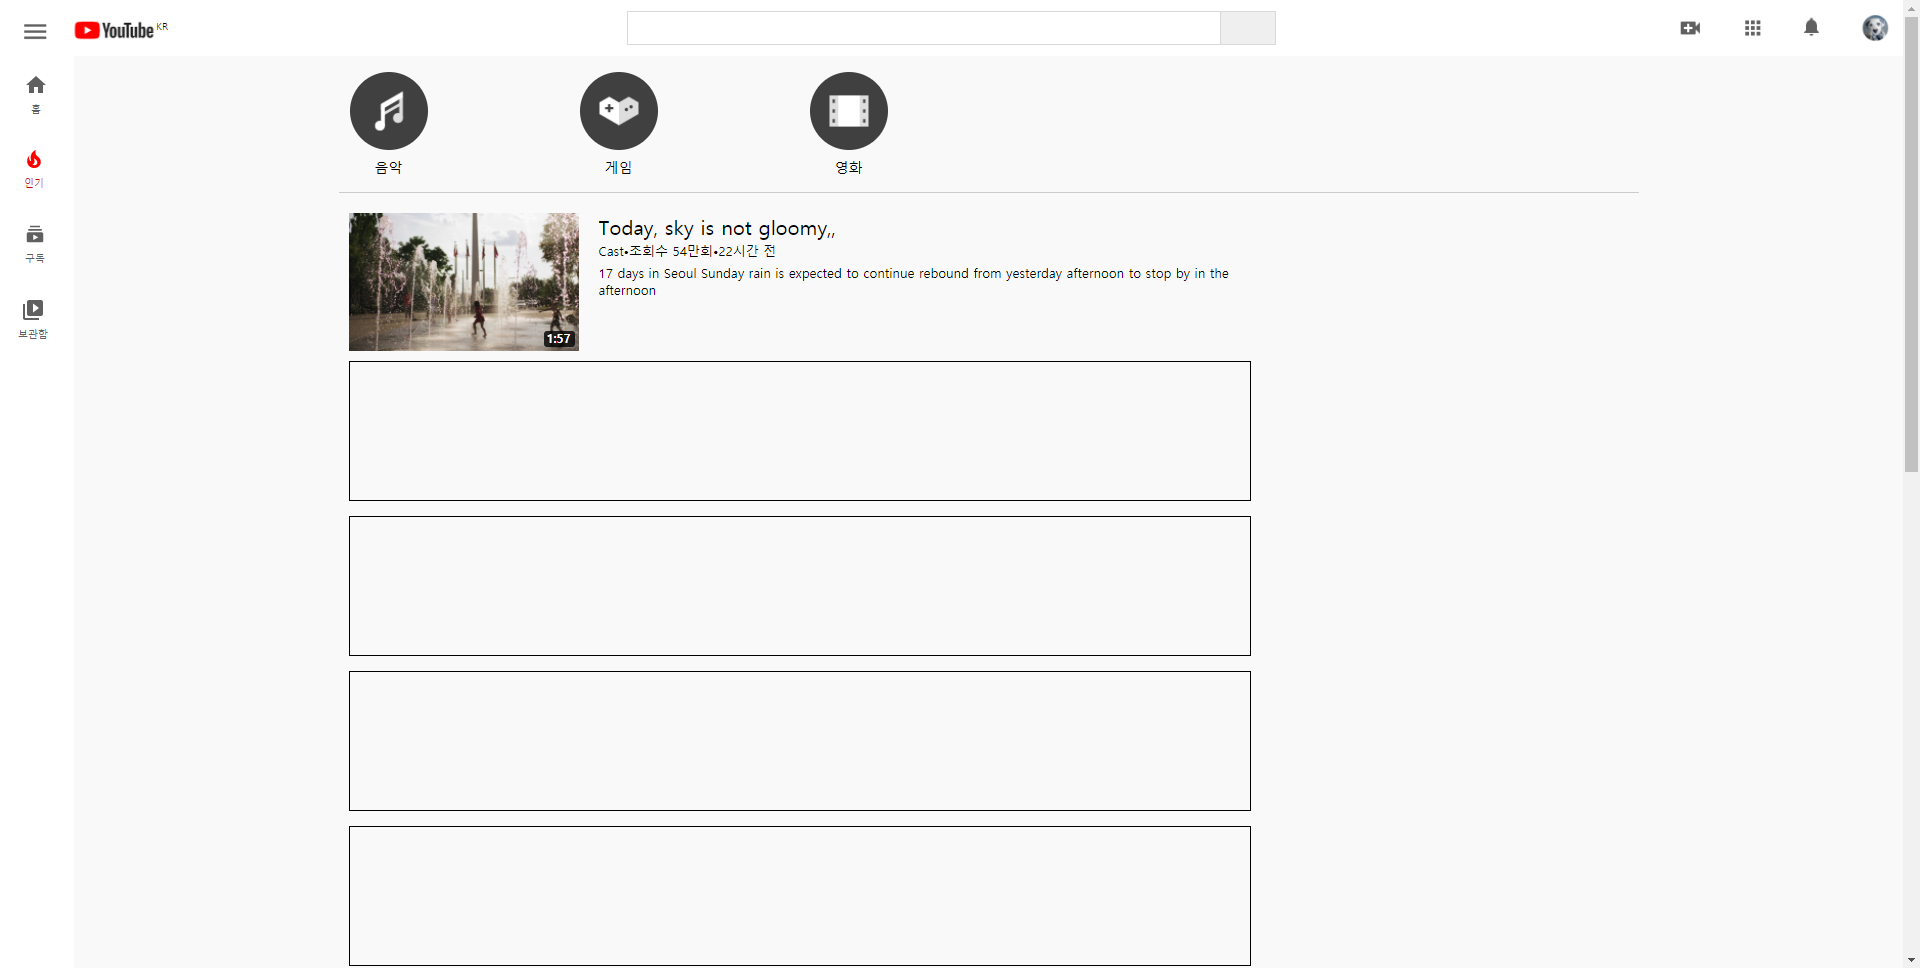 YouTube KR
홈
인기
구독
보관함
음악
게임
영화
Today, sky is not gloomy,,
Cast•조회수 54만회•22시간 전
17 days in Seoul Sunday rain is expected to continue rebound from yesterday afternoon to stop by in the
afternoon
1:57